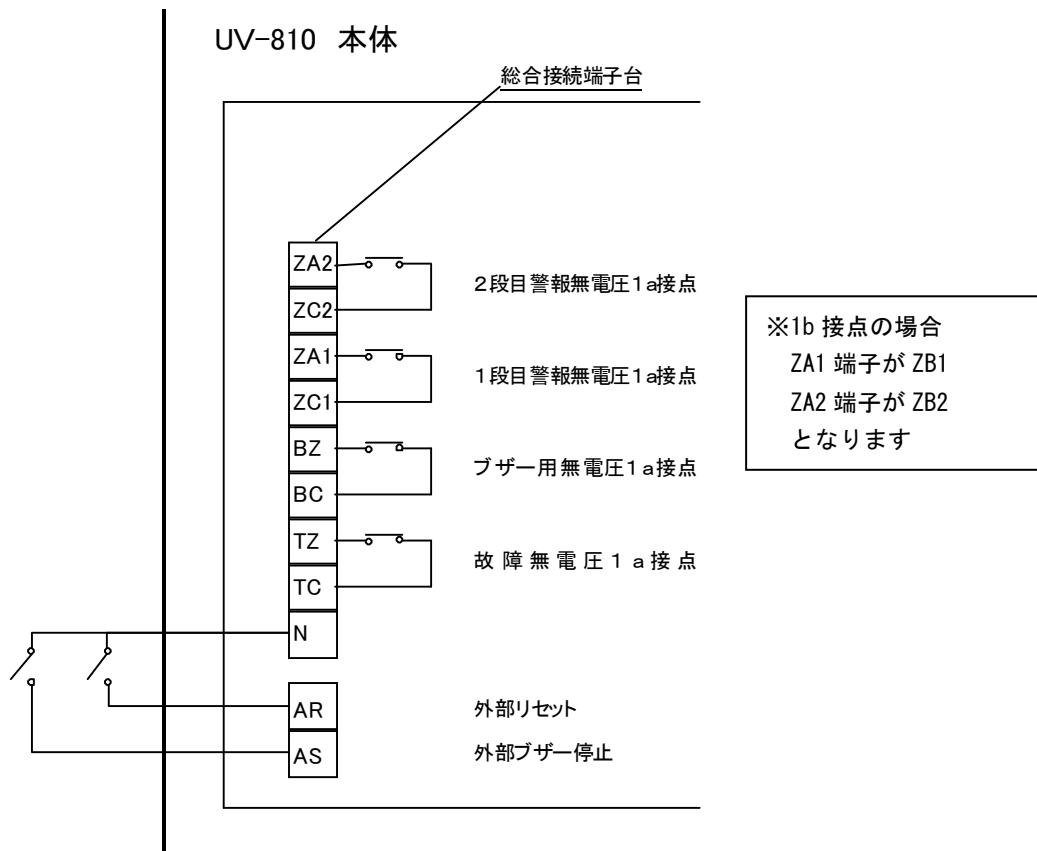 UV-810 本体
総合接続端子台
ZA2
ZC2
2段目警報無電圧1a接点
ZA1
ZC1
1段目警報無電圧1a接点
BZ
BC
ブザー用無電圧1a接点
TZ
TC
故障無電圧1a接点
N
AR
外部リセット
AS
外部ブザー停止
※1b 接点の場合
ZA1 端子が ZB1
ZA2 端子が ZB2
となります